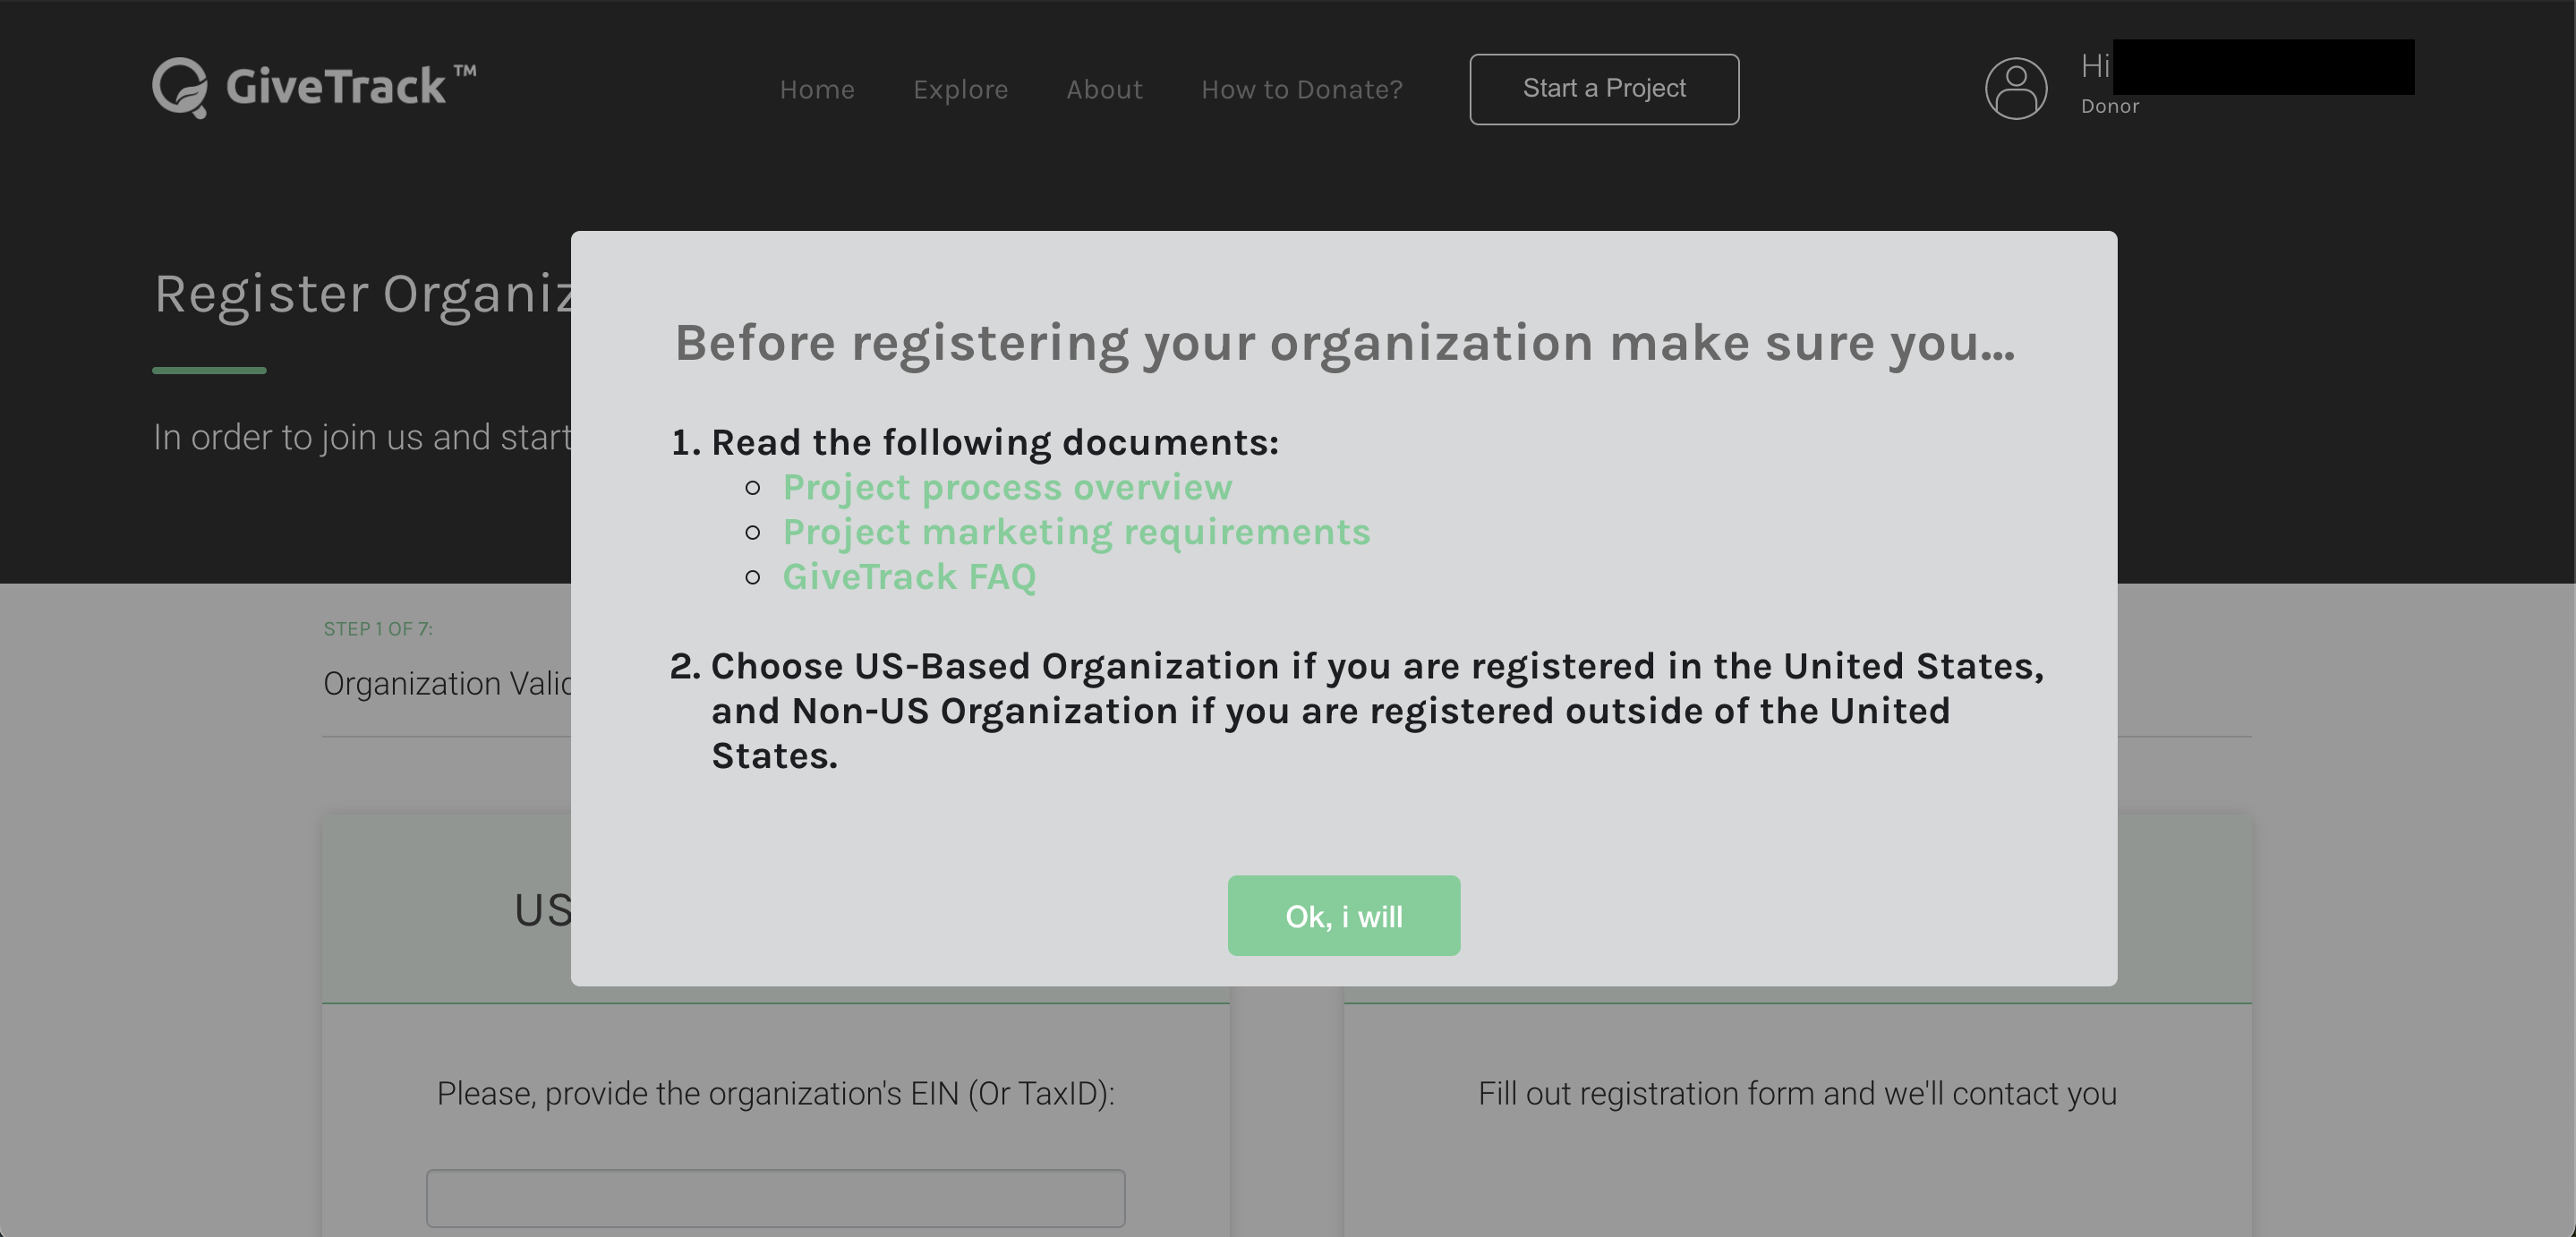 GiveTrack™
Home
Explore
About
How to Donate?
Start a Project
Hi
Donor
Register Organiz
In order to join us and start
Before registering your organization make sure you...
1. Read the following documents:
Project process overview
Project marketing requirements
GiveTrack FAQ
2. Choose US-Based Organization if you are registered in the United States,
and Non-US Organization if you are registered outside of the United
States.
Ok, i will
STEP 1 OF 7:
Organization Valid
US
Please, provide the organization's EIN (Or TaxID):
Fill out registration form and we'll contact you